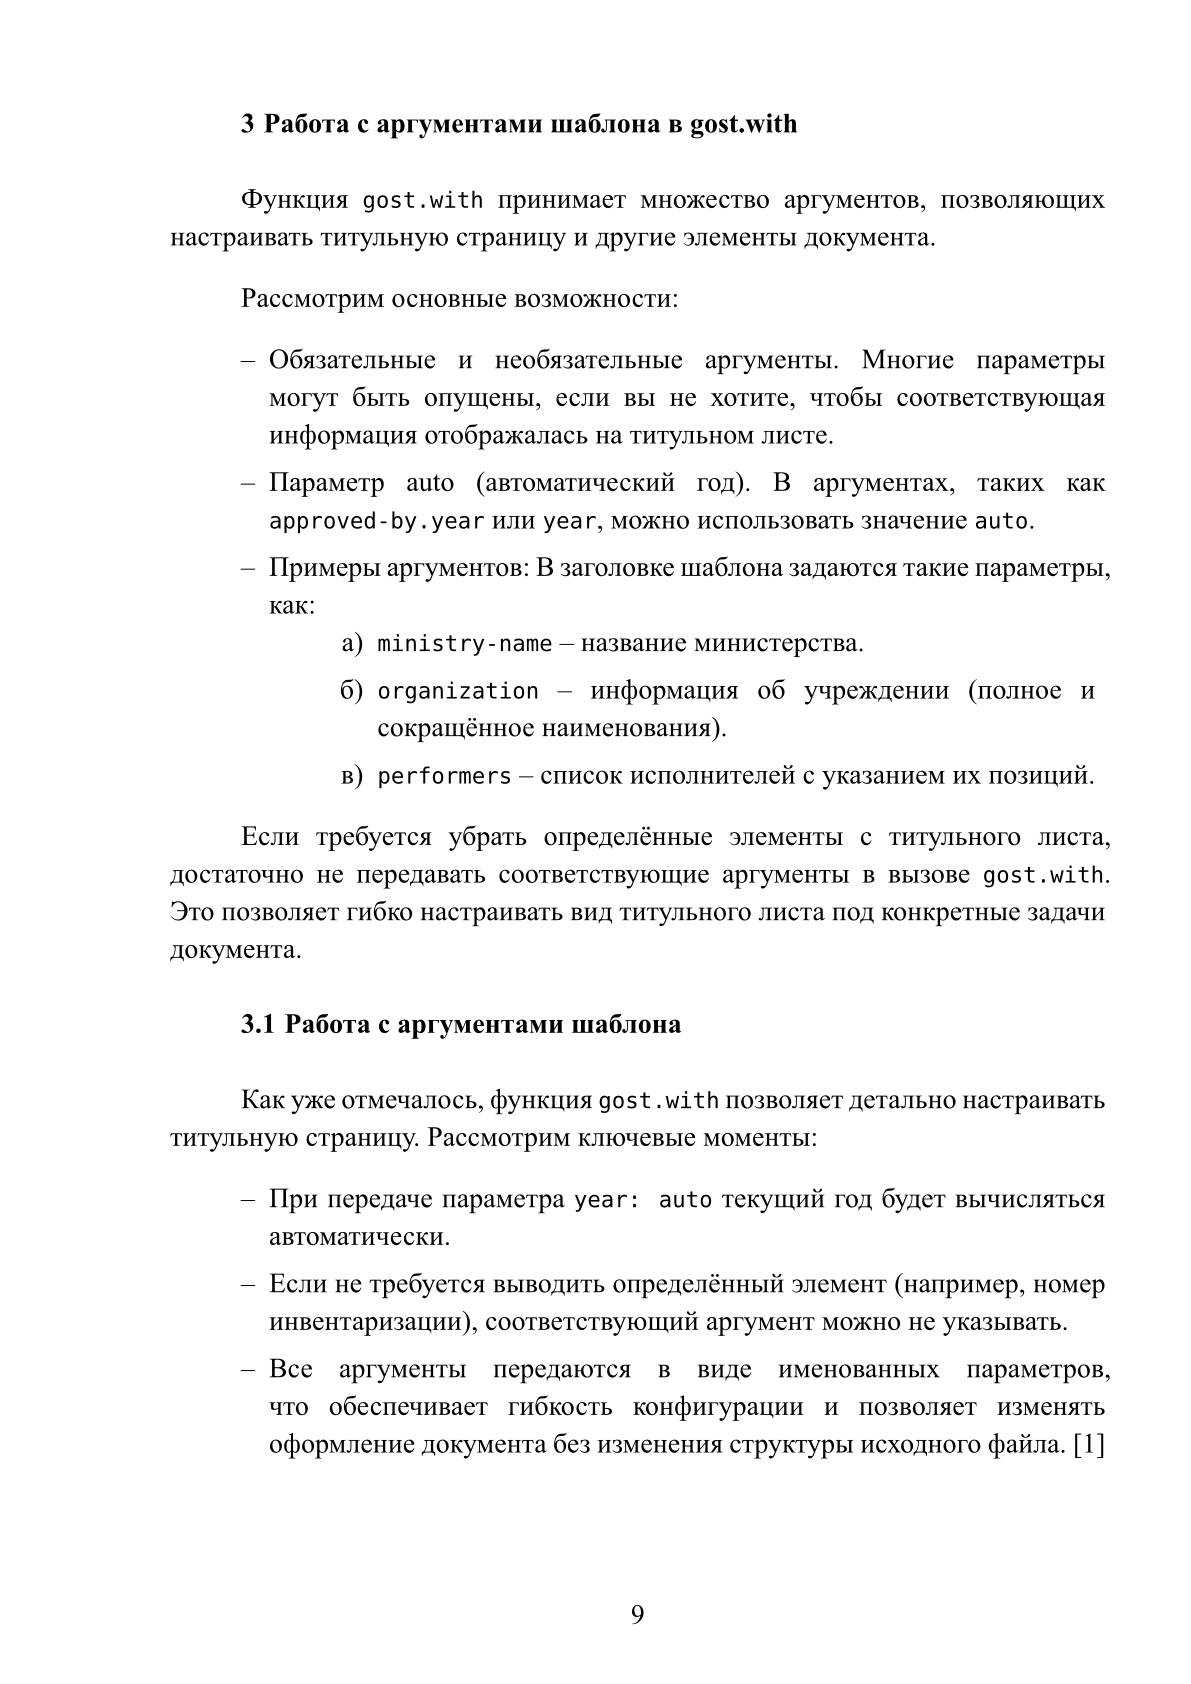 3 Работа с аргументами шаблона в gost.with
Функция gost.with принимает множество аргументов, позволяющих
настраивать титульную страницу и другие элементы документа.
Рассмотрим основные возможности:
– Обязательные и необязательные аргументы. Многие параметры
могут быть опущены, если вы не хотите, чтобы соответствующая
информация отображалась на титульном листе.
– Параметр auto (автоматический год). В аргументах, таких как
approved-by.year или year, можно использовать значение auto.
– Примеры аргументов: В заголовке шаблона задаются такие параметры,
как:
а) ministry-name – название министерства.
б) organization – информация об учреждении (полное и
сокращённое наименования).
в) performers – список исполнителей с указанием их позиций.
Если требуется убрать определённые элементы с титульного листа,
достаточно не передавать соответствующие аргументы в вызове gost.with.
Это позволяет гибко настраивать вид титульного листа под конкретные задачи
документа.
3.1 Работа с аргументами шаблона
Как уже отмечалось, функция gost.with позволяет детально настраивать
титульную страницу. Рассмотрим ключевые моменты:
– При передаче параметра year: auto текущий год будет вычисляться
автоматически.
– Если не требуется выводить определённый элемент (например, номер
инвентаризации), соответствующий аргумент можно не указывать.
– Все аргументы передаются в виде именованных параметров,
что обеспечивает гибкость конфигурации и позволяет изменять
оформление документа без изменения структуры исходного файла. [1]
9